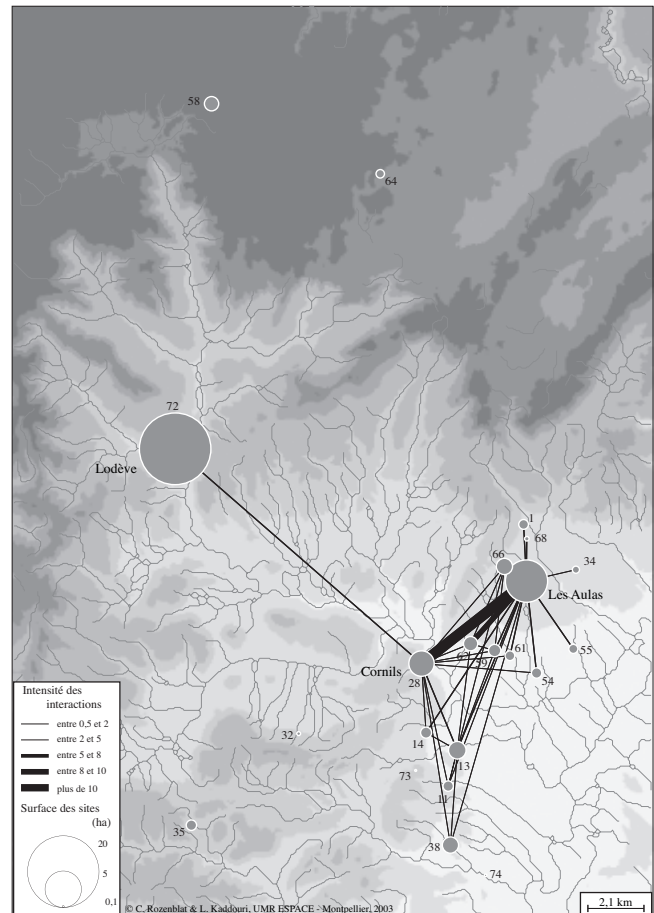 58
64
72
Lodève
1
68
66
34
Les Aulas
61
59
55
54
Cornils
28
14
13
32
73
11
35
38
74
Intensité des
interactions
entre 0,5 et 2
entre 2 et 5
entre 5 et 8
entre 8 et 10
plus de 10
Surface des sites
(ha)
20
5
0,1
© C. Rozenblat & L. Kaddouri, UMR ESPACE - Montpellier, 2003
2,1 km